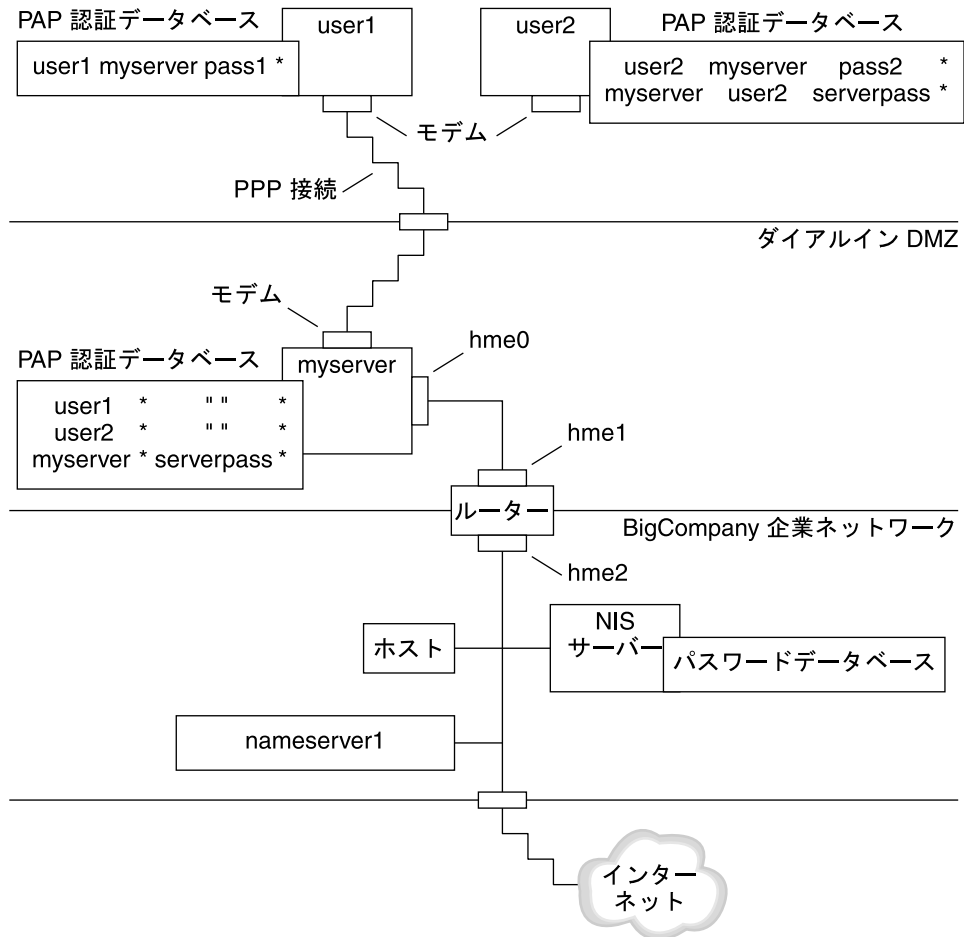 PAP 認証データベース
user1
user1 myserver pass1 *
user2
PAP 認証データベース
user2 myserver pass2 *
myserver user2 serverpass *
モデム
PPP 接続
ダイアルイン DMZ
モデム
hme0
PAP 認証データベース
myserver
user1 * " " *
user2 * " " *
myserver * serverpass *
hme1
ルーター
BigCompany 企業ネットワーク
hme2
ホスト
NIS
サーバー
パスワードデータベース
nameserver1
インター
ネット